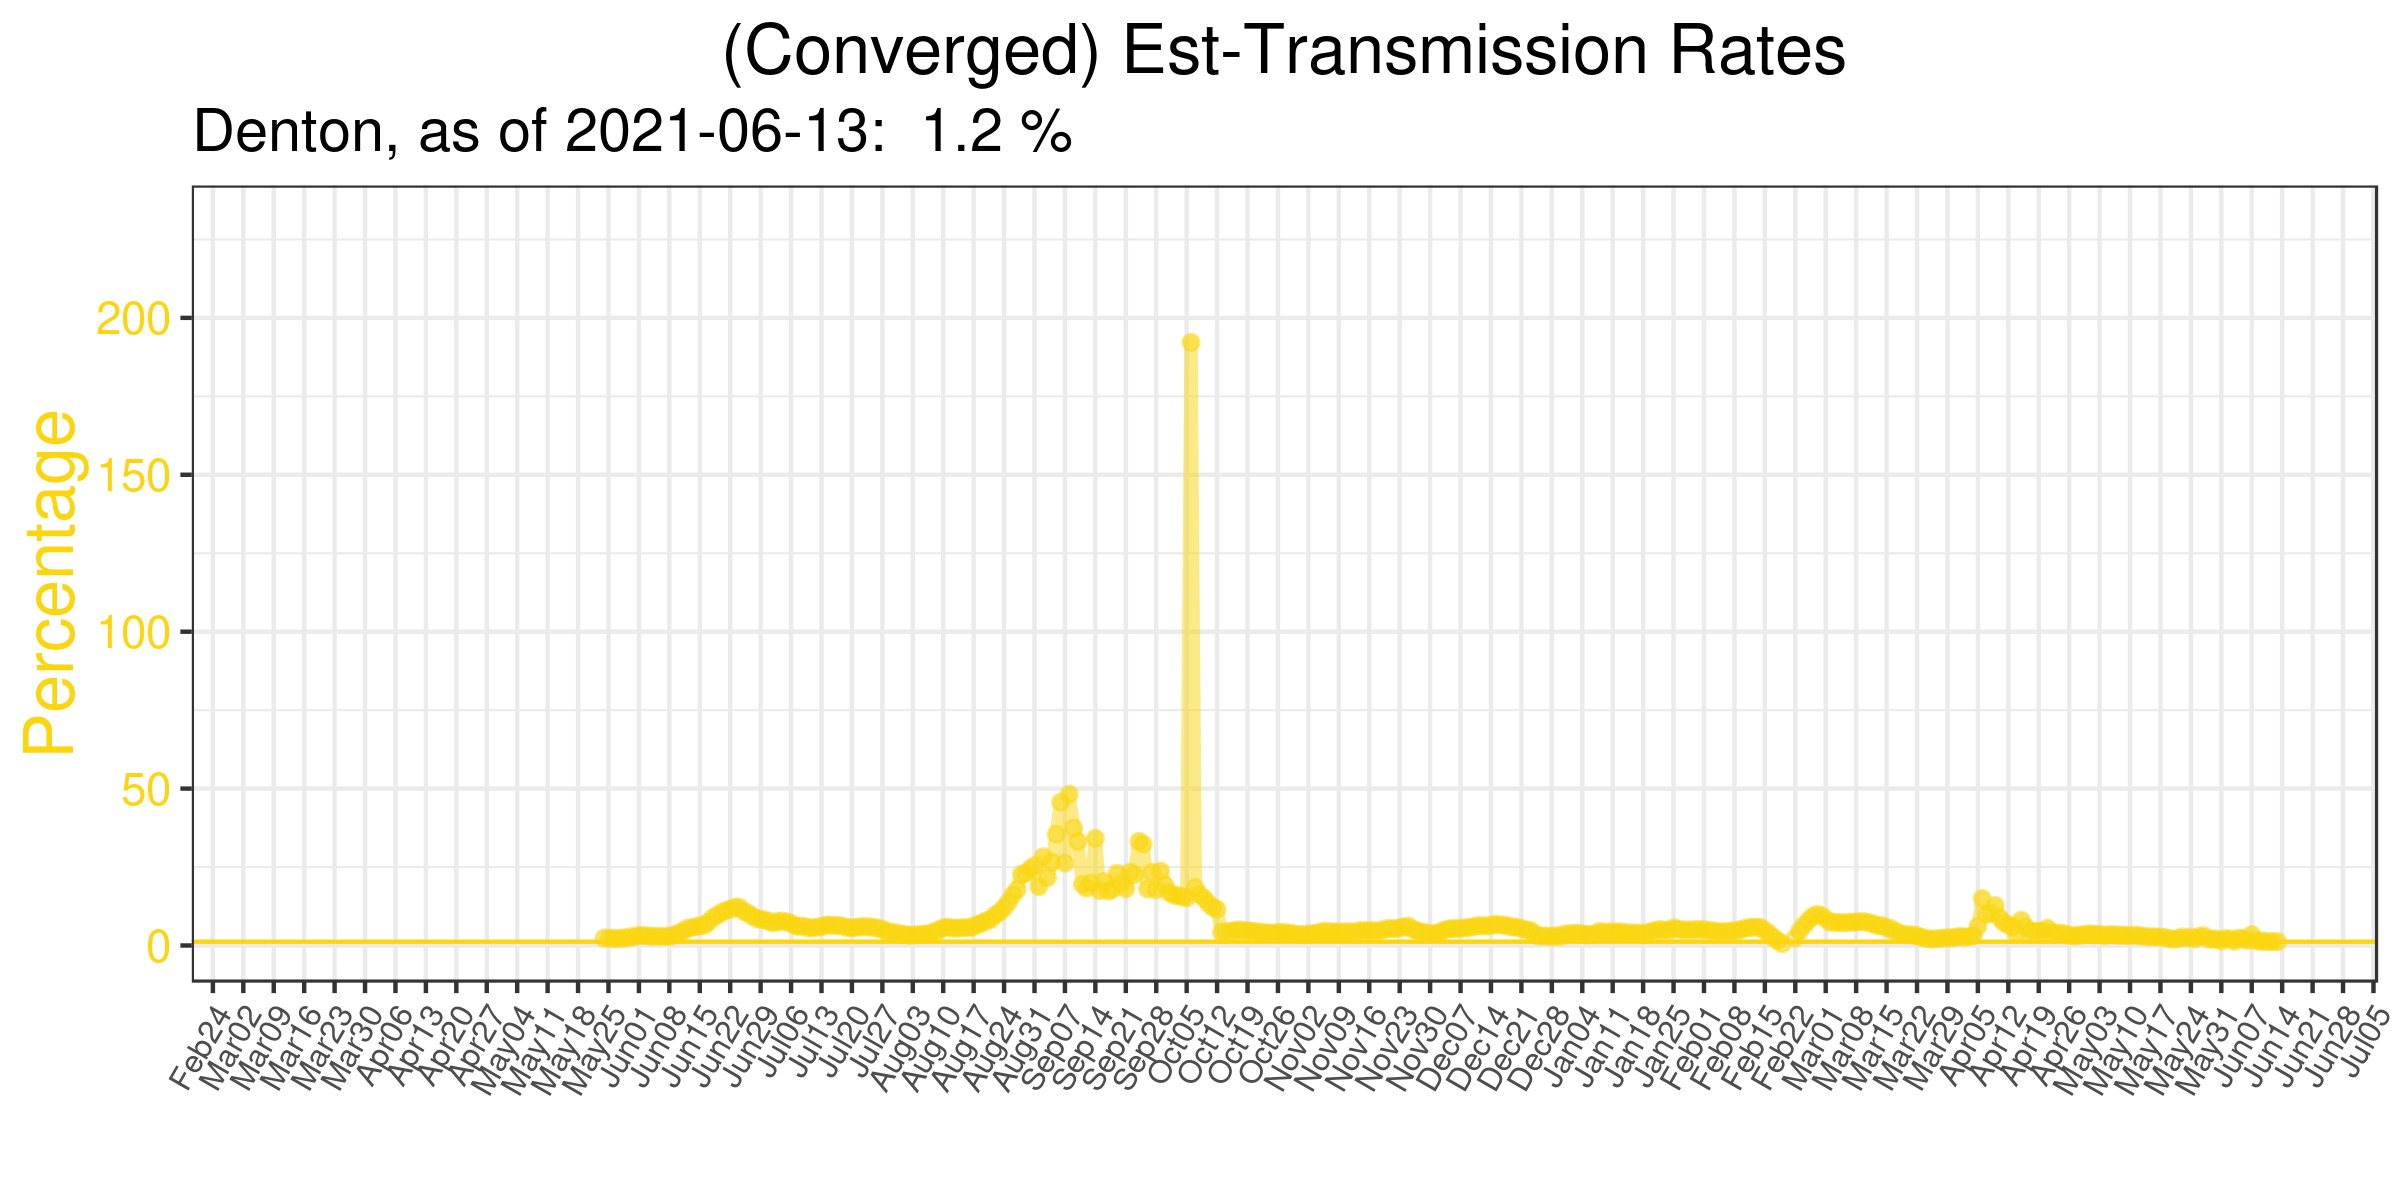 (Converged) Est-Transmission Rates
Denton, as of 2021-06-13:  1.2 %
Percentage
200
150
100
50
0
Feb24
Mar02
Mar09
Mar16
Mar23
Mar30
Apr06
Apr13
Apr20
Apr27
May04
May11
May18
May25
Jun01
Jun08
Jun15
Jun22
Jun29
Jul06
Jul13
Jul20
Jul27
Aug03
Aug10
Aug17
Aug24
Aug31
Sep07
Sep14
Sep21
Sep28
Oct05
Oct12
Oct19
Oct26
Nov02
Nov09
Nov16
Nov23
Nov30
Dec07
Dec14
Dec21
Dec28
Jan04
Jan11
Jan18
Jan25
Feb01
Feb08
Feb15
Feb22
Mar01
Mar08
Mar15
Mar22
Mar29
Apr05
Apr12
Apr19
Apr26
May03
May10
May17
May24
May31
Jun07
Jun14
Jun21
Jun28
Jul05